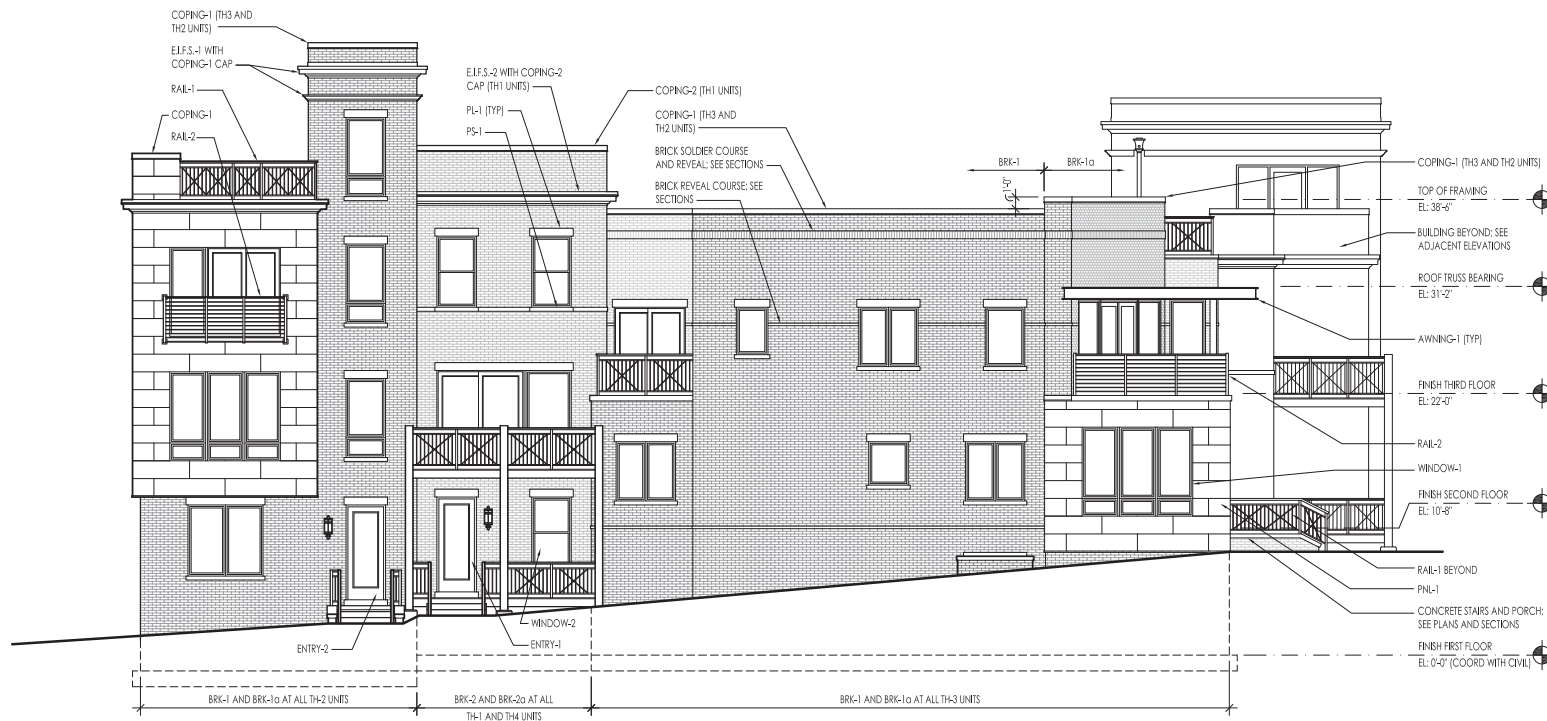 COPING-1 (TH3 AND
TH2 UNITS)
E.I.F.S.-1 WITH
COPING-1 CAP
RAIL-1
COPING-1
RAIL-2
E.I.F.S.-2 WITH COPING-2
CAP (TH1 UNITS)
PL-1 (TYP)
PS-1
COPING-2 (TH1 UNITS)
COPING-1 (TH3 AND
TH2 UNITS)
BRICK SOLDIER COURSE
AND REVEAL; SEE SECTIONS
BRICK REVEAL COURSE; SEE
SECTIONS
BRK-1
BRK-1a
1'-0"
COPING-1 (TH3 AND TH2 UNITS)
TOP OF FRAMING
EL: 38'-6"
BUILDING BEYOND; SEE
ADJACENT ELEVATIONS
ROOF TRUSS BEARING
EL: 31'-2"
AWNING-1 (TYP)
FINISH THIRD FLOOR
EL: 22'-0"
RAIL-2
WINDOW-1
FINISH SECOND FLOOR
EL: 10'-8"
RAIL-1 BEYOND
PNL-1
CONCRETE STAIRS AND PORCH;
SEE PLANS AND SECTIONS
FINISH FIRST FLOOR
EL: 0'-0" (COORD WITH CIVIL)
WINDOW-2
ENTRY-1
ENTRY-2
BRK-1 AND BRK-1a AT ALL TH-2 UNITS
BRK-2 AND BRK-2a AT ALL
TH-1 AND TH4 UNITS
BRK-1 AND BRK-1a AT ALL TH-3 UNITS